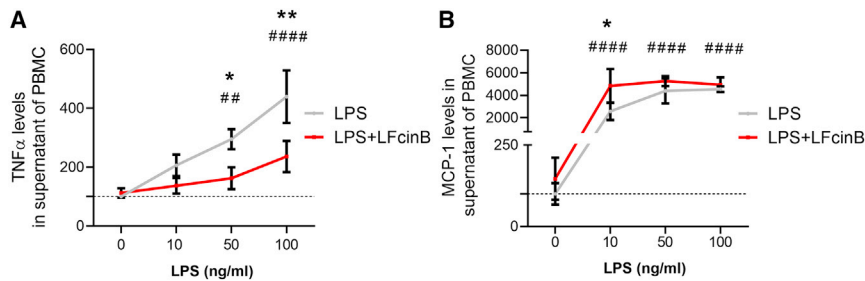 A
**
####
*
##
600
400
200
0
TNFα levels
in supernatant of PBMC
LPS
LPS+LFcinB
0 10 50 100
LPS (ng/ml)
B
*
#### #### ####
8000
6000
4000
2000
250
0
MCP-1 levels in
supernatant of PBMC
LPS
LPS+LFcinB
0 10 50 100
LPS (ng/ml)